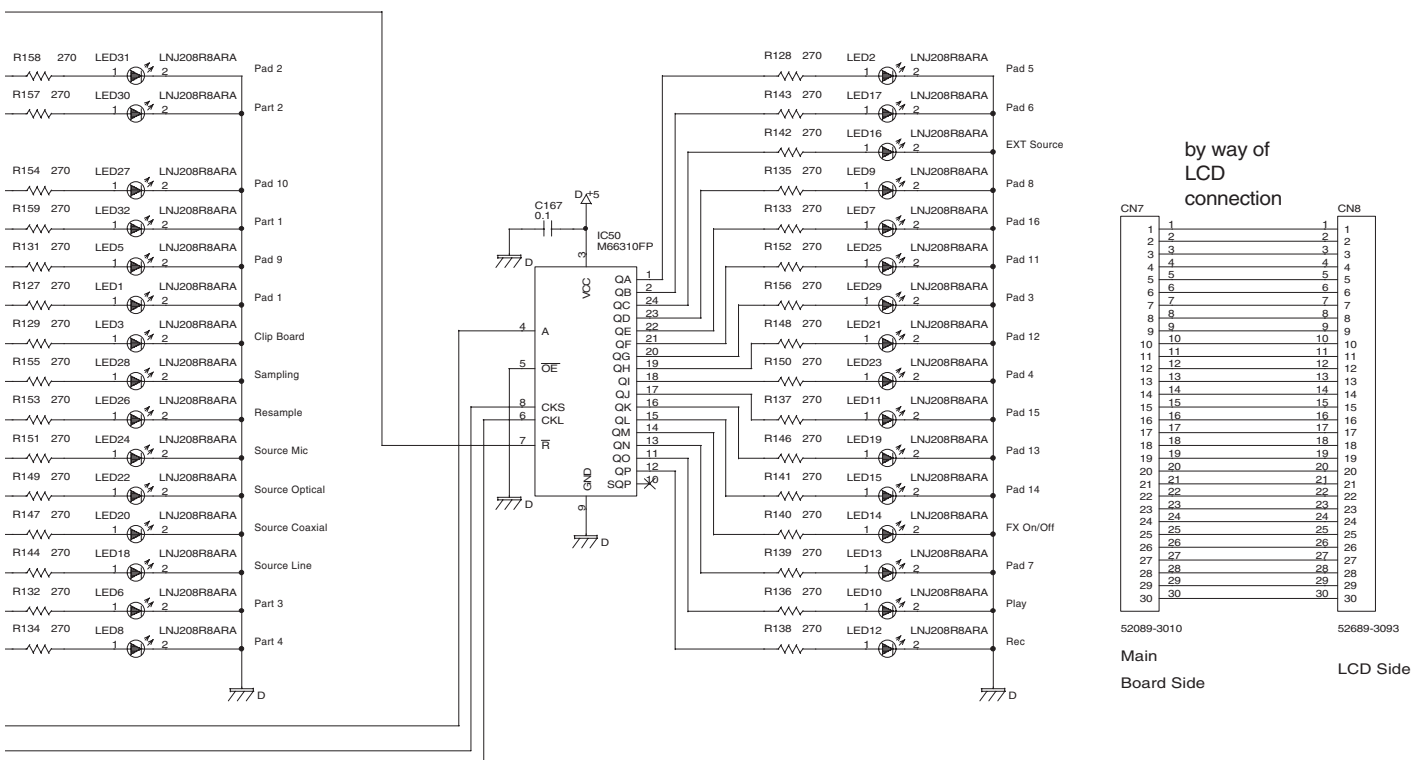 R158 270 LED31 LNJ208R8ARA
1 2 Pad 2
R157 270 LED30 LNJ208R8ARA
1 2 Part 2
R154 270 LED27 LNJ208R8ARA
1 2 Pad 10
R159 270 LED32 LNJ208R8ARA
1 2 Part 1
R131 270 LED5 LNJ208R8ARA
1 2 Pad 9
R127 270 LED1 LNJ208R8ARA
1 2 Pad 1
R129 270 LED3 LNJ208R8ARA
1 2 Clip Board
R155 270 LED28 LNJ208R8ARA
1 2 Sampling
R153 270 LED26 LNJ208R8ARA
1 2 Resample
R151 270 LED24 LNJ208R8ARA
1 2 Source Mic
R149 270 LED22 LNJ208R8ARA
1 2 Source Optical
R147 270 LED20 LNJ208R8ARA
1 2 Source Coaxial
R144 270 LED18 LNJ208R8ARA
1 2 Source Line
R132 270 LED6 LNJ208R8ARA
1 2 Part 3
R134 270 LED8 LNJ208R8ARA
1 2 Part 4
D
D +5
C167
0.1
D
IC50
M66310FP
3
VCC
4 A
5 OE
8 CKS
6 CKL
7 R
GND
9
D
D
QA 1
QB 2
QC 24
QD 23
QE 22
QF 21
QG 20
QH 19
QI 18
QJ 17
QK 16
QL 15
QM 14
QN 13
QO 11
QP 12
SQP 10
R128 270 LED2 LNJ208R8ARA
1 2 Pad 5
R143 270 LED17 LNJ208R8ARA
1 2 Pad 6
R142 270 LED16 LNJ208R8ARA
1 2 EXT Source
R135 270 LED9 LNJ208R8ARA
1 2 Pad 8
R133 270 LED7 LNJ208R8ARA
1 2 Pad 16
R152 270 LED25 LNJ208R8ARA
1 2 Pad 11
R156 270 LED29 LNJ208R8ARA
1 2 Pad 3
R148 270 LED21 LNJ208R8ARA
1 2 Pad 12
R150 270 LED23 LNJ208R8ARA
1 2 Pad 4
R137 270 LED11 LNJ208R8ARA
1 2 Pad 15
R146 270 LED19 LNJ208R8ARA
1 2 Pad 13
R141 270 LED15 LNJ208R8ARA
1 2 Pad 14
R140 270 LED14 LNJ208R8ARA
1 2 FX On/Off
R139 270 LED13 LNJ208R8ARA
1 2 Pad 7
R136 270 LED10 LNJ208R8ARA
1 2 Play
R138 270 LED12 LNJ208R8ARA
1 2 Rec
D
by way of
LCD
connection
CN7 CN8
1 1 1 1
2 2 2 2
3 3 3 3
4 4 4 4
5 5 5 5
6 6 6 6
7 7 7 7
8 8 8 8
9 9 9 9
10 10 10 10
11 11 11 11
12 12 12 12
13 13 13 13
14 14 14 14
15 15 15 15
16 16 16 16
17 17 17 17
18 18 18 18
19 19 19 19
20 20 20 20
21 21 21 21
22 22 22 22
23 23 23 23
24 24 24 24
25 25 25 25
26 26 26 26
27 27 27 27
28 28 28 28
29 29 29 29
30 30 30 30
52089-3010 52689-3093
Main
Board Side
LCD Side